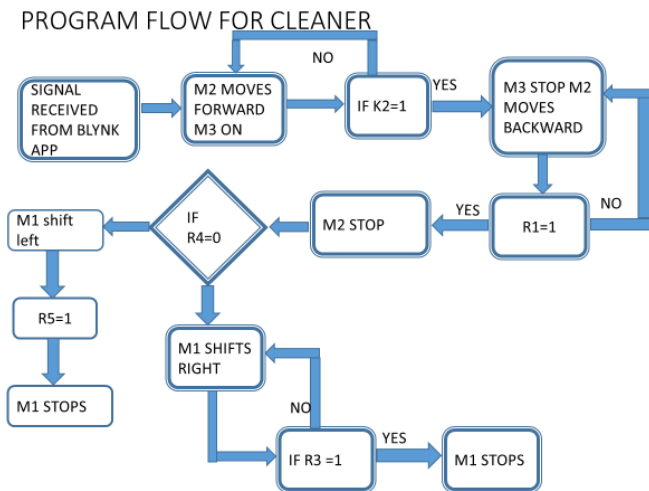 PROGRAM FLOW FOR CLEANER
NO
SIGNAL
RECEIVED
FROM BLYNK
APP
M2 MOVES
FORWARD
M3 ON
IF K2=1
YES
M3 STOP M2
MOVES
BACKWARD
M1 shift
left
IF
R4=0
M2 STOP
YES
R1=1
NO
R5=1
M1 SHIFTS
RIGHT
NO
M1 STOPS
IF R3 =1
YES
M1 STOPS